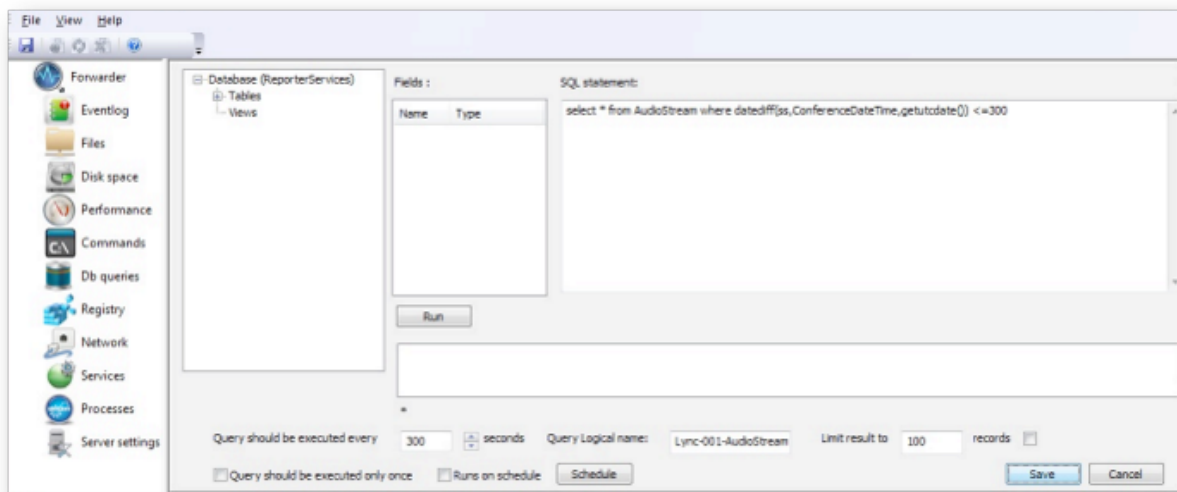 File View Help
Forwarder
Eventlog
Files
Disk space
Performance
Commands
Db queries
Registry
Network
Services
Processes
Server settings
Database (ReporterServices)
Tables
Views
Fields :
Name Type
SQL statement:
select * from AudioStream where datediff(ss,ConferenceDateTime,getutcdate()) <=300
Run
Query should be executed every 300 seconds Query Logical name: Lync-001-AudioStream Limit result to 100 records
Query should be executed only once Runs on schedule Schedule Save Cancel